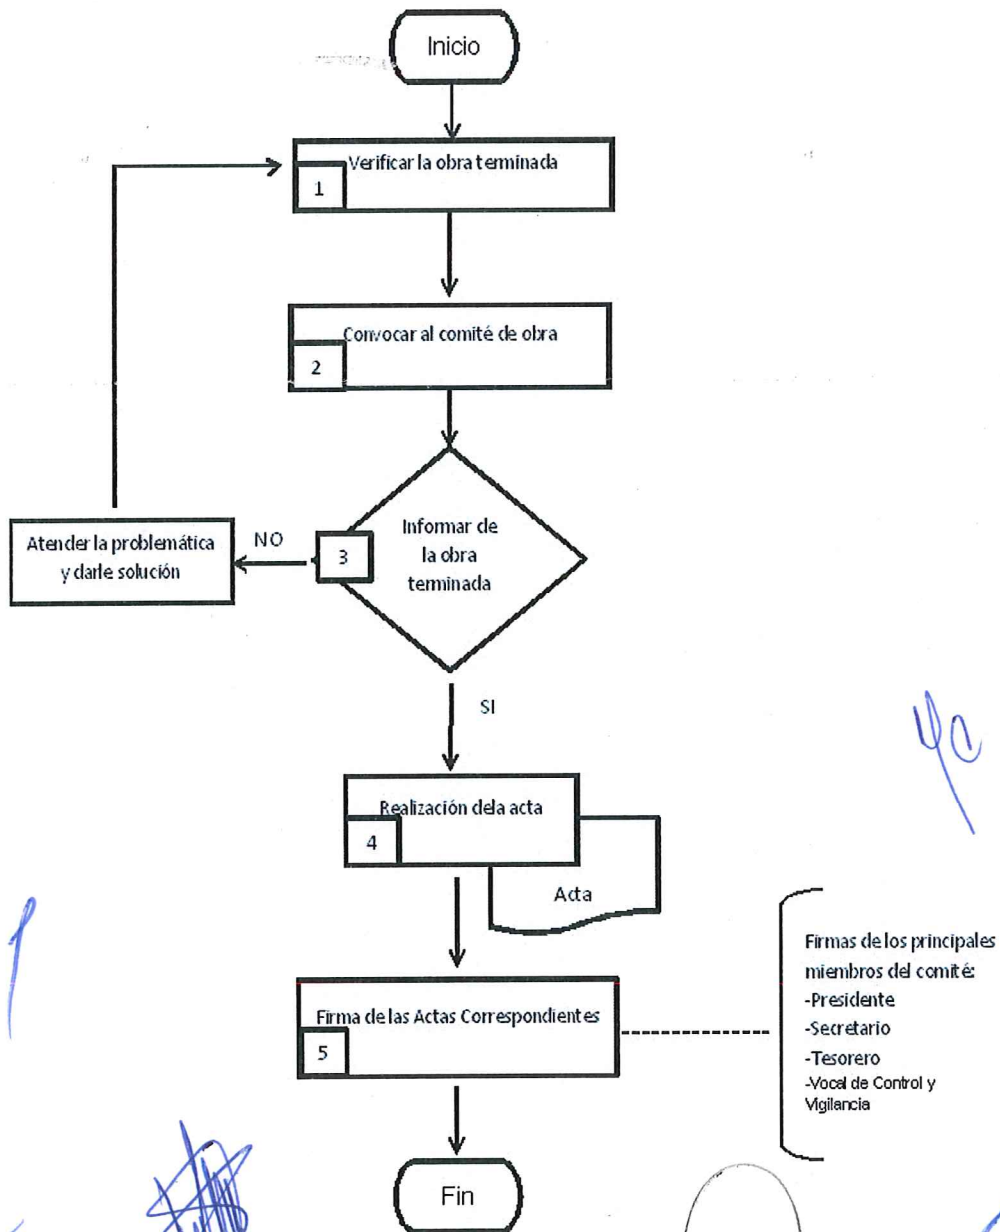 Inicio
Verificar la obra terminada
1
Convocar al comité de obra
2
Informar de
la obra
terminada
3
NO
Atender la problemática
y darle solución
SI
Realización dela acta
4
Acta
Firma de las Actas Correspondientes
5
Firmas de los principales
miembros del comité:
-Presidente
-Secretario
-Tesorero
-Vocal de Control y
Vigilancia
Fin